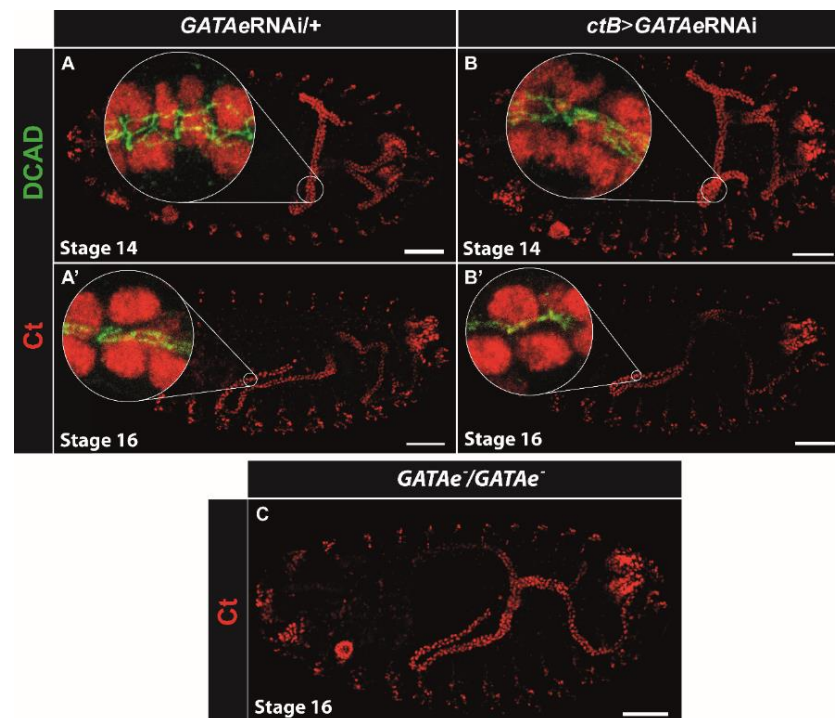 GATAeRNAi/+
ctB>GATAeRNAi
DCAD
Ct
A
Stage 14
B
Stage 14
A'
Stage 16
B'
Stage 16
GATAe-/GATAe-
Ct
C
Stage 16